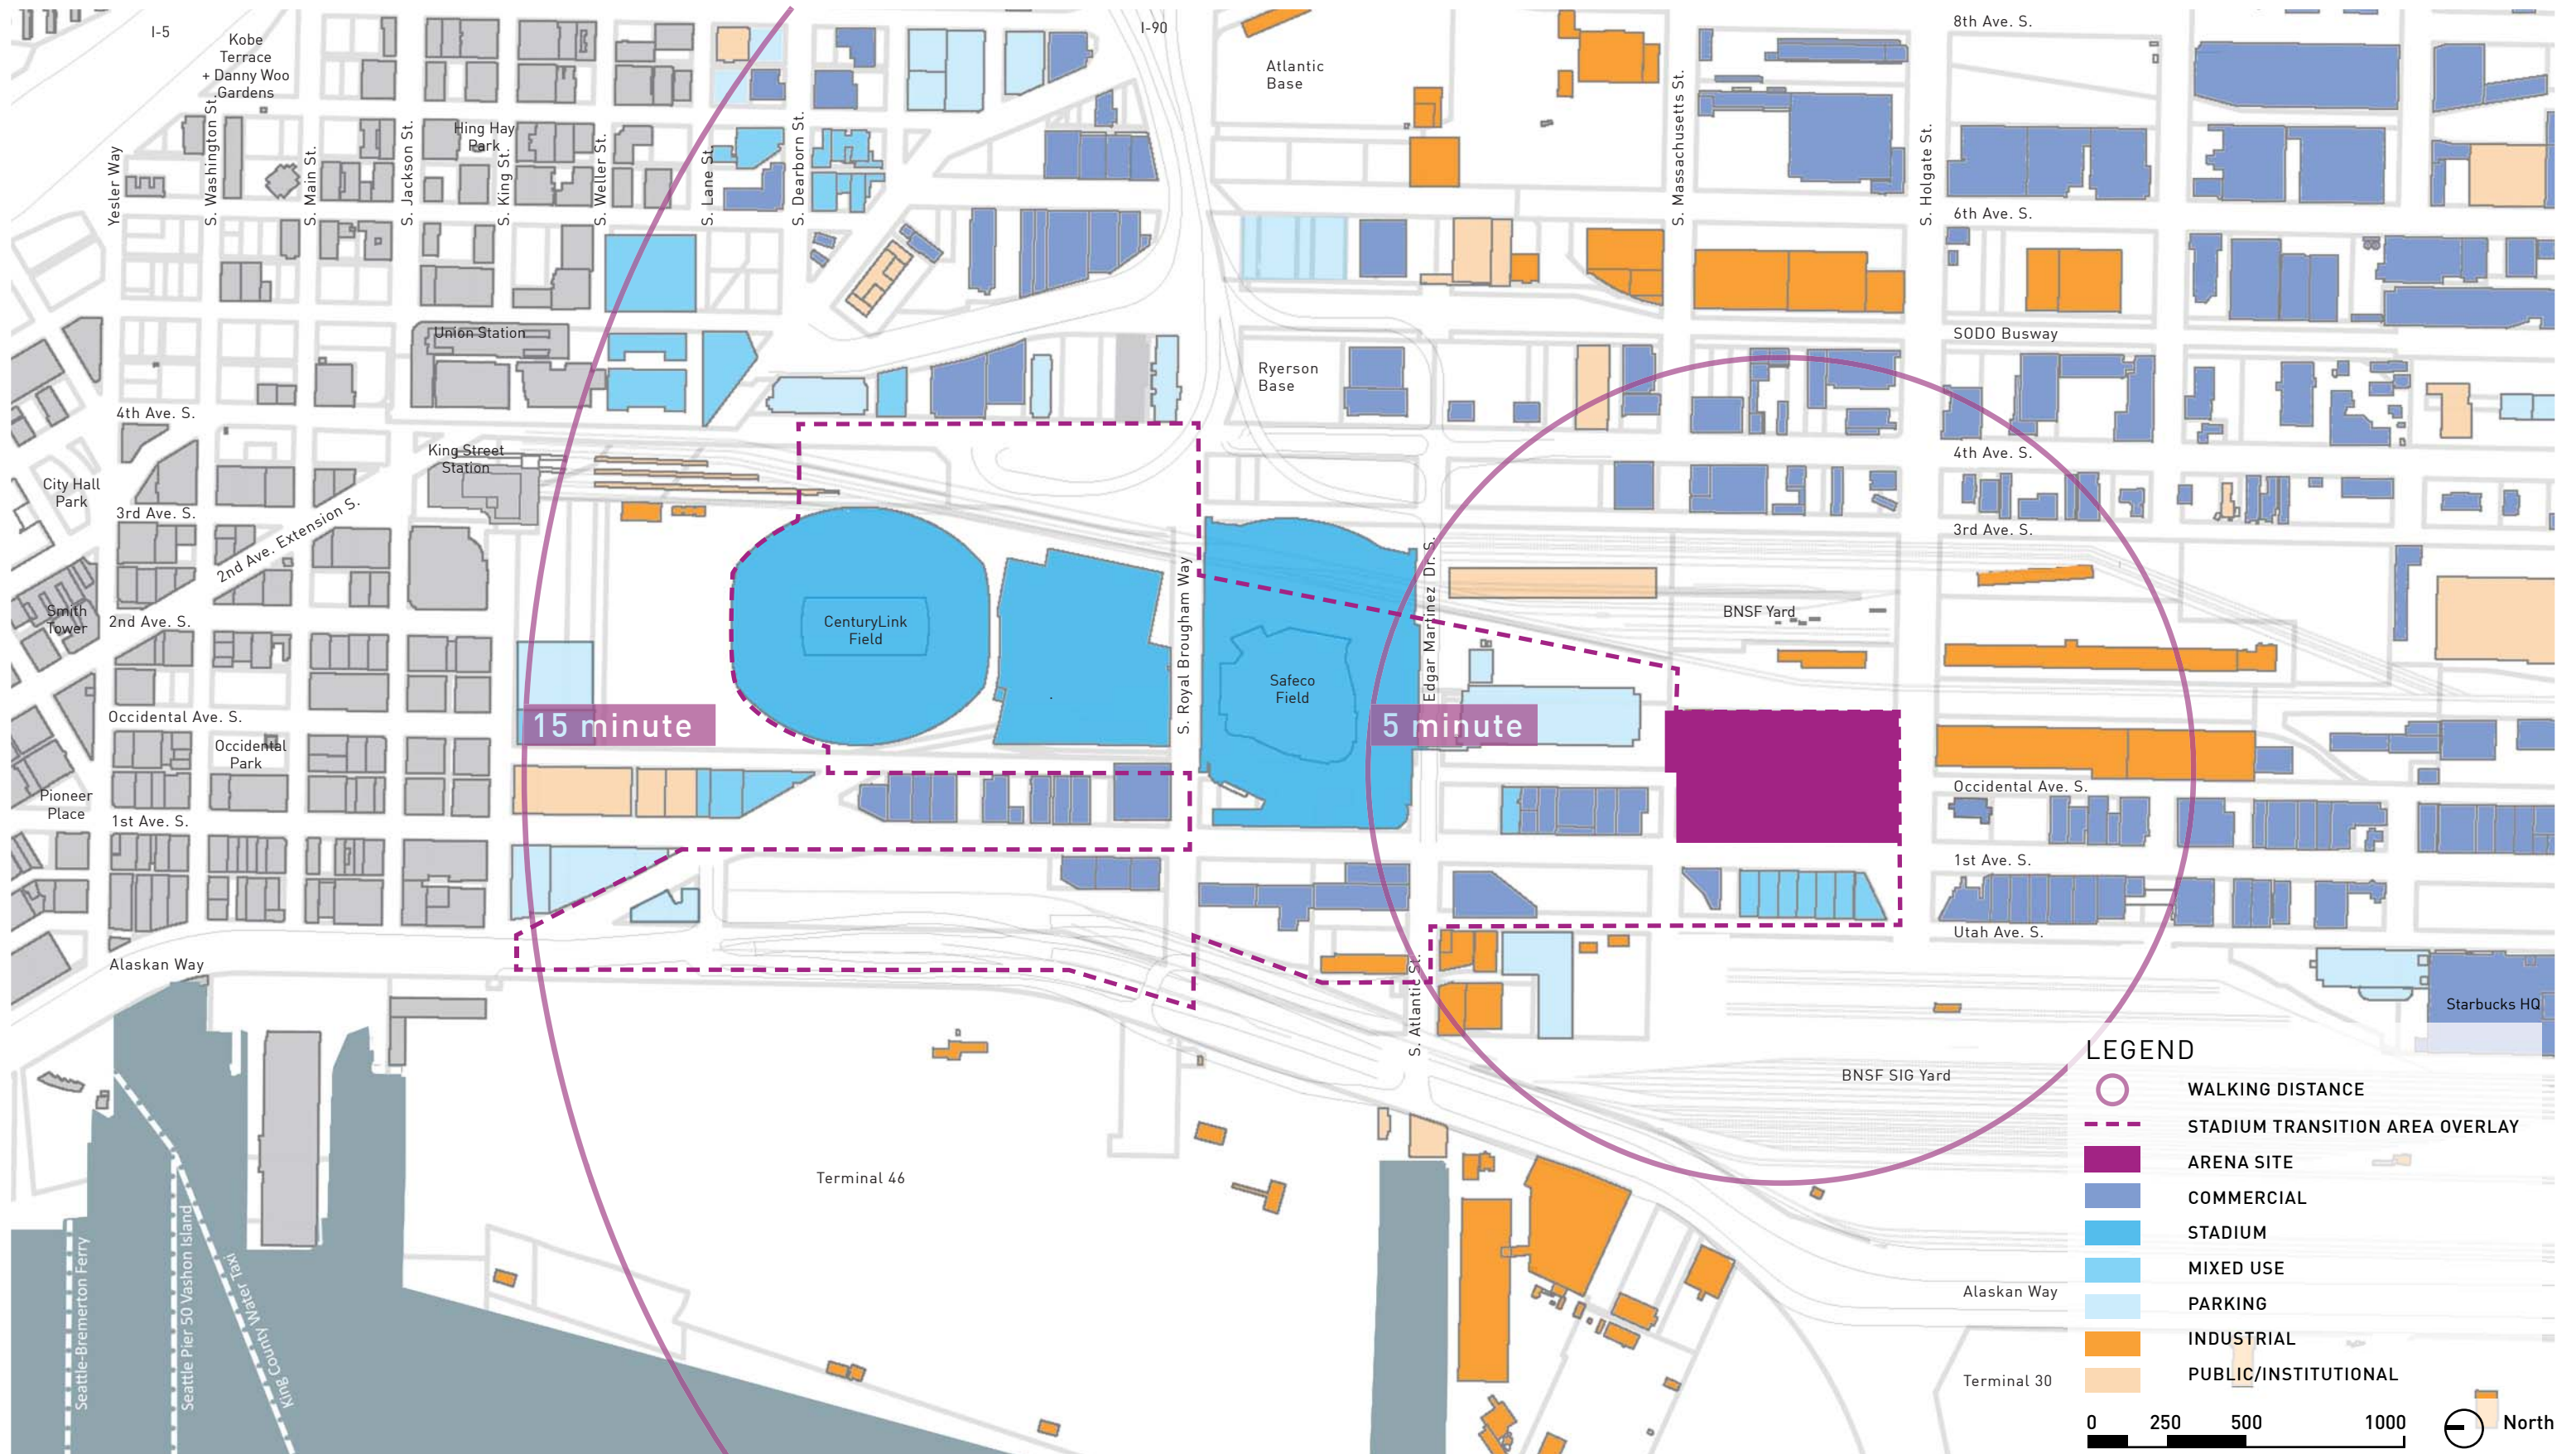 I-5
Kobe
Terrace
+ Danny Woo
Gardens
I-90
Atlantic
Base
8th Ave. S.
Hing Hay
Park
Yesler Way
S. Washington St.
S. Main St.
S. Jackson St.
S. King St.
S. Weller St.
S. Lane St.
S. Dearborn St.
S. Massachusetts St.
S. Holgate St.
6th Ave. S.
Union Station
SODO Busway
Ryerson
Base
4th Ave. S.
King Street
Station
4th Ave. S.
City Hall
Park
3rd Ave. S.
2nd Ave. Extension S.
3rd Ave. S.
Smith
Tower
2nd Ave. S.
CenturyLink
Field
S. Royal Brougham Way
Safeco
Field
Edgar Martinez Dr. S.
BNSF Yard
Occidental Ave. S.
15 minute
5 minute
Occidental
Park
Pioneer
Place
1st Ave. S.
Occidental Ave. S.
1st Ave. S.
Utah Ave. S.
Alaskan Way
S. Atlantic St.
Starbucks HQ
BNSF SIG Yard
Terminal 46
Seattle-Bremerton Ferry
Seattle Pier 50 Vashon Island
King County Water Taxi
Alaskan Way
Terminal 30
LEGEND
WALKING DISTANCE
STADIUM TRANSITION AREA OVERLAY
ARENA SITE
COMMERCIAL
STADIUM
MIXED USE
PARKING
INDUSTRIAL
PUBLIC/INSTITUTIONAL
0 250 500 1000
North